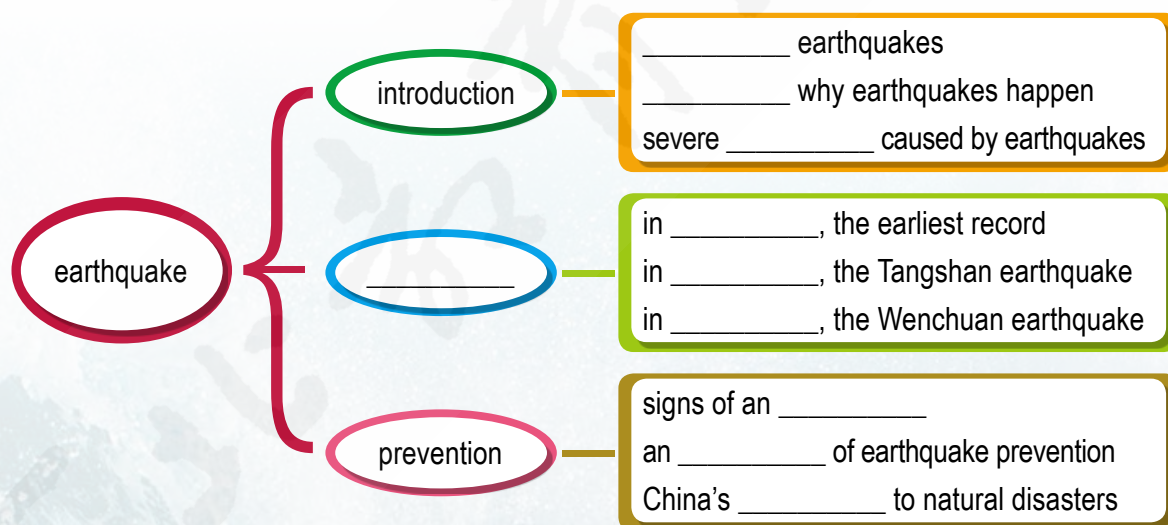 earthquake
introduction
__________ earthquakes
__________ why earthquakes happen
severe __________ caused by earthquakes
__________
in __________, the earliest record
in __________, the Tangshan earthquake
in __________, the Wenchuan earthquake
prevention
signs of an __________
an __________ of earthquake prevention
China's __________ to natural disasters